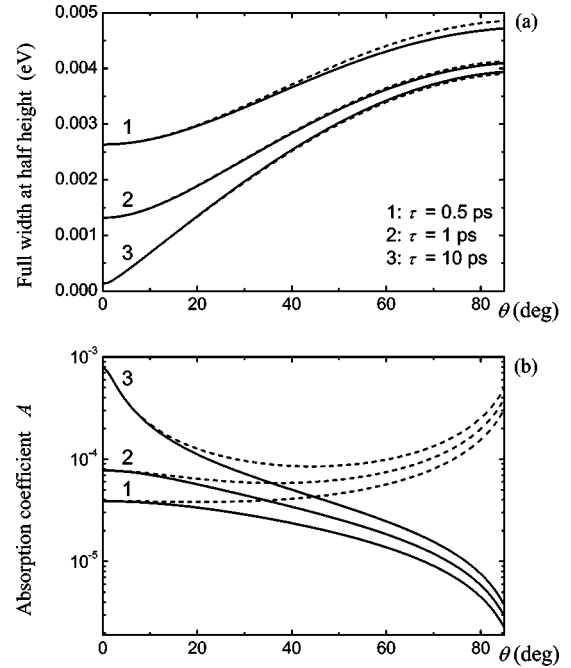 (a)
Full width at half height (eV)
0.005
0.004
0.003
0.002
0.001
0.000
1
2
3
1: τ = 0.5 ps
2: τ = 1 ps
3: τ = 10 ps
0 20 40 60 80 θ (deg)
(b)
Absorption coefficient A
10⁻³
10⁻⁴
10⁻⁵
3
2
1
0 20 40 60 80 θ (deg)